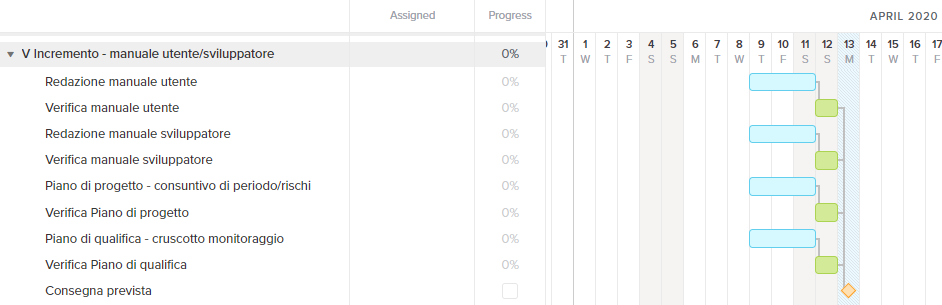 Assigned Progress APRIL 2020
31 1 2 3 4 5 6 7 8 9 10 11 12 13 14 15 16 17
V Incremento - manuale utente/sviluppatore 0% T W T F S S M T W T F S S M T W T F
Redazione manuale utente 0%
Verifica manuale utente 0%
Redazione manuale sviluppatore 0%
Verifica manuale sviluppatore 0%
Piano di progetto - consuntivo di periodo/rischi 0%
Verifica Piano di progetto 0%
Piano di qualifica - cruscotto monitoraggio 0%
Verifica Piano di qualifica 0%
Consegna prevista